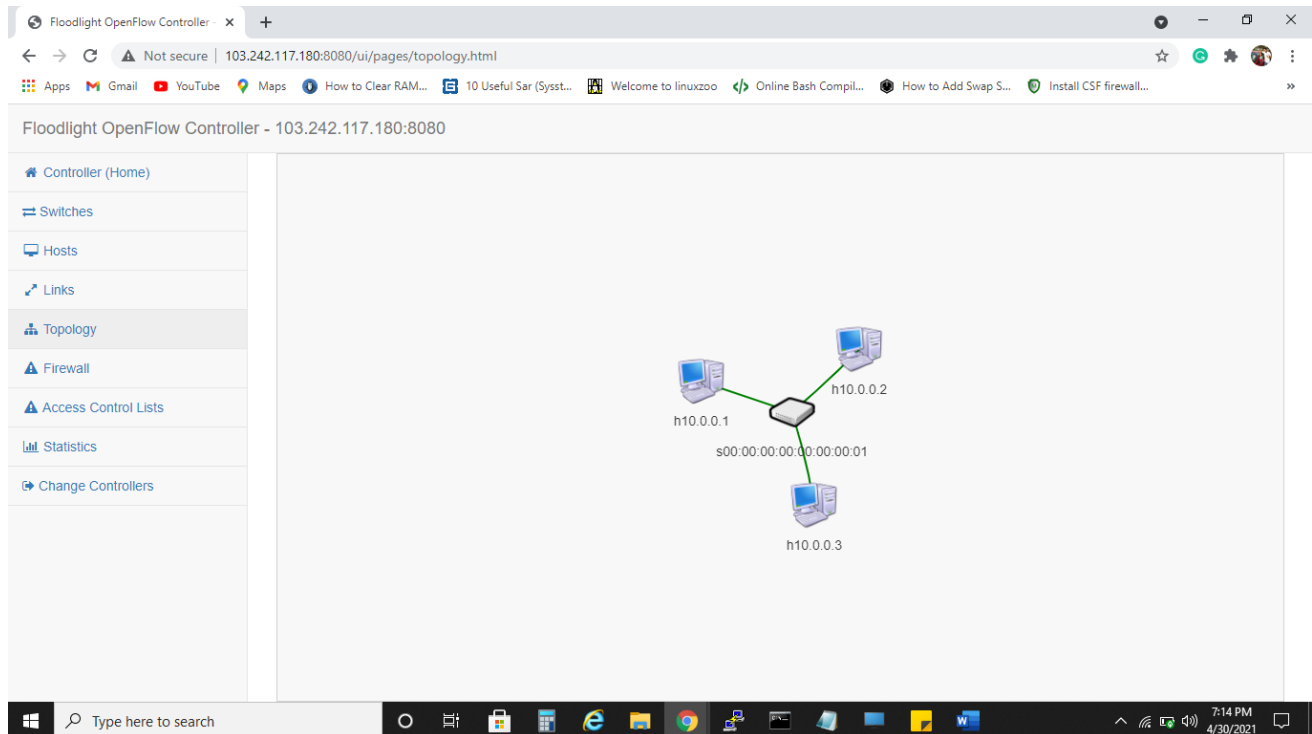 Floodlight OpenFlow Controller -
Not secure | 103.242.117.180:8080/ui/pages/topology.html
Apps Gmail YouTube Maps How to Clear RAM... 10 Useful Sar (Sysst... Welcome to linuxzoo Online Bash Compil... How to Add Swap S... Install CSF firewall... »
Floodlight OpenFlow Controller - 103.242.117.180:8080
Controller (Home)
Switches
Hosts
Links
Topology
Firewall
Access Control Lists
Statistics
Change Controllers
h10.0.0.2
h10.0.0.1
s00:00:00:00:00:00:00:01
h10.0.0.3
Type here to search
7:14 PM
4/30/2021